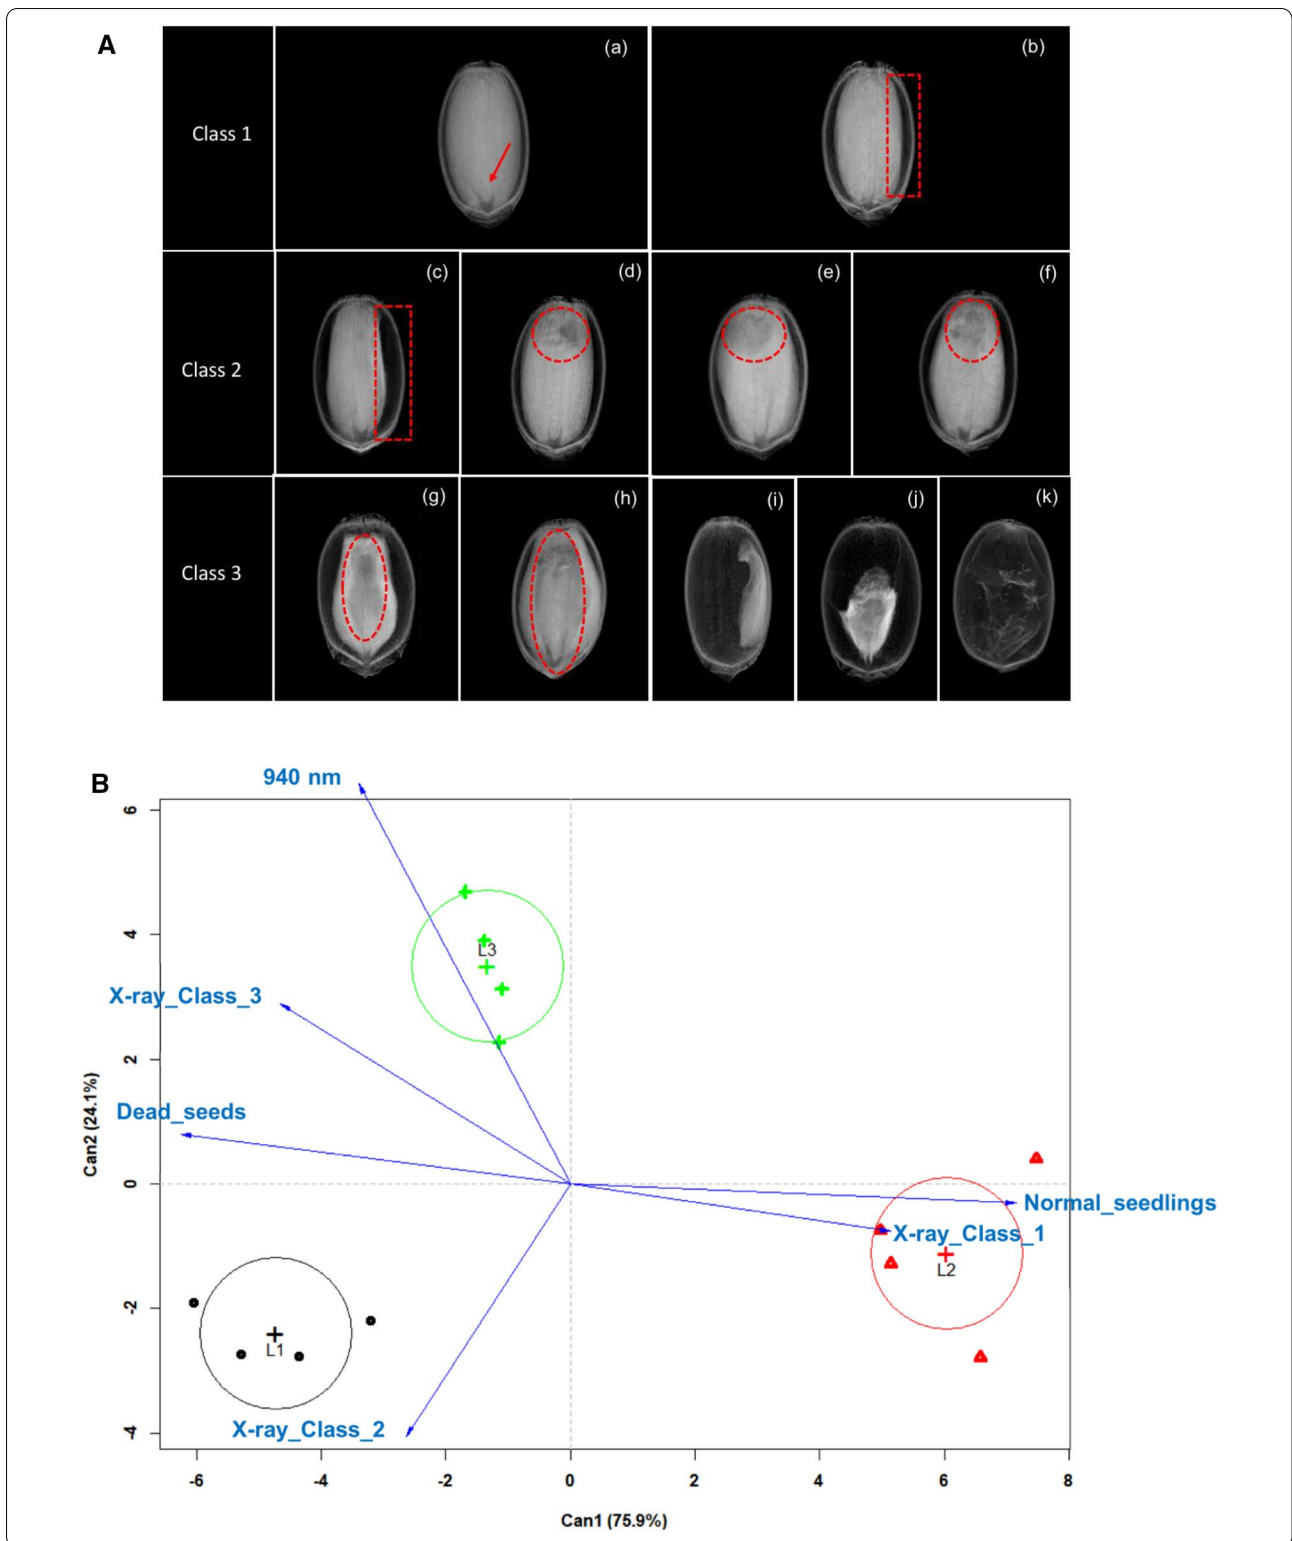 A
Class 1
(a)
(b)
Class 2
(c)
(d)
(e)
(f)
Class 3
(g)
(h)
(i)
(j)
(k)
B
940 nm
6
4
2
0
-2
-4
Can2 (24.1%)
L3
X-ray_Class_3
Dead_seeds
Normal_seedlings
X-ray_Class_1
L2
L1
X-ray_Class_2
-6
-4
-2
0
2
4
6
8
Can1 (75.9%)